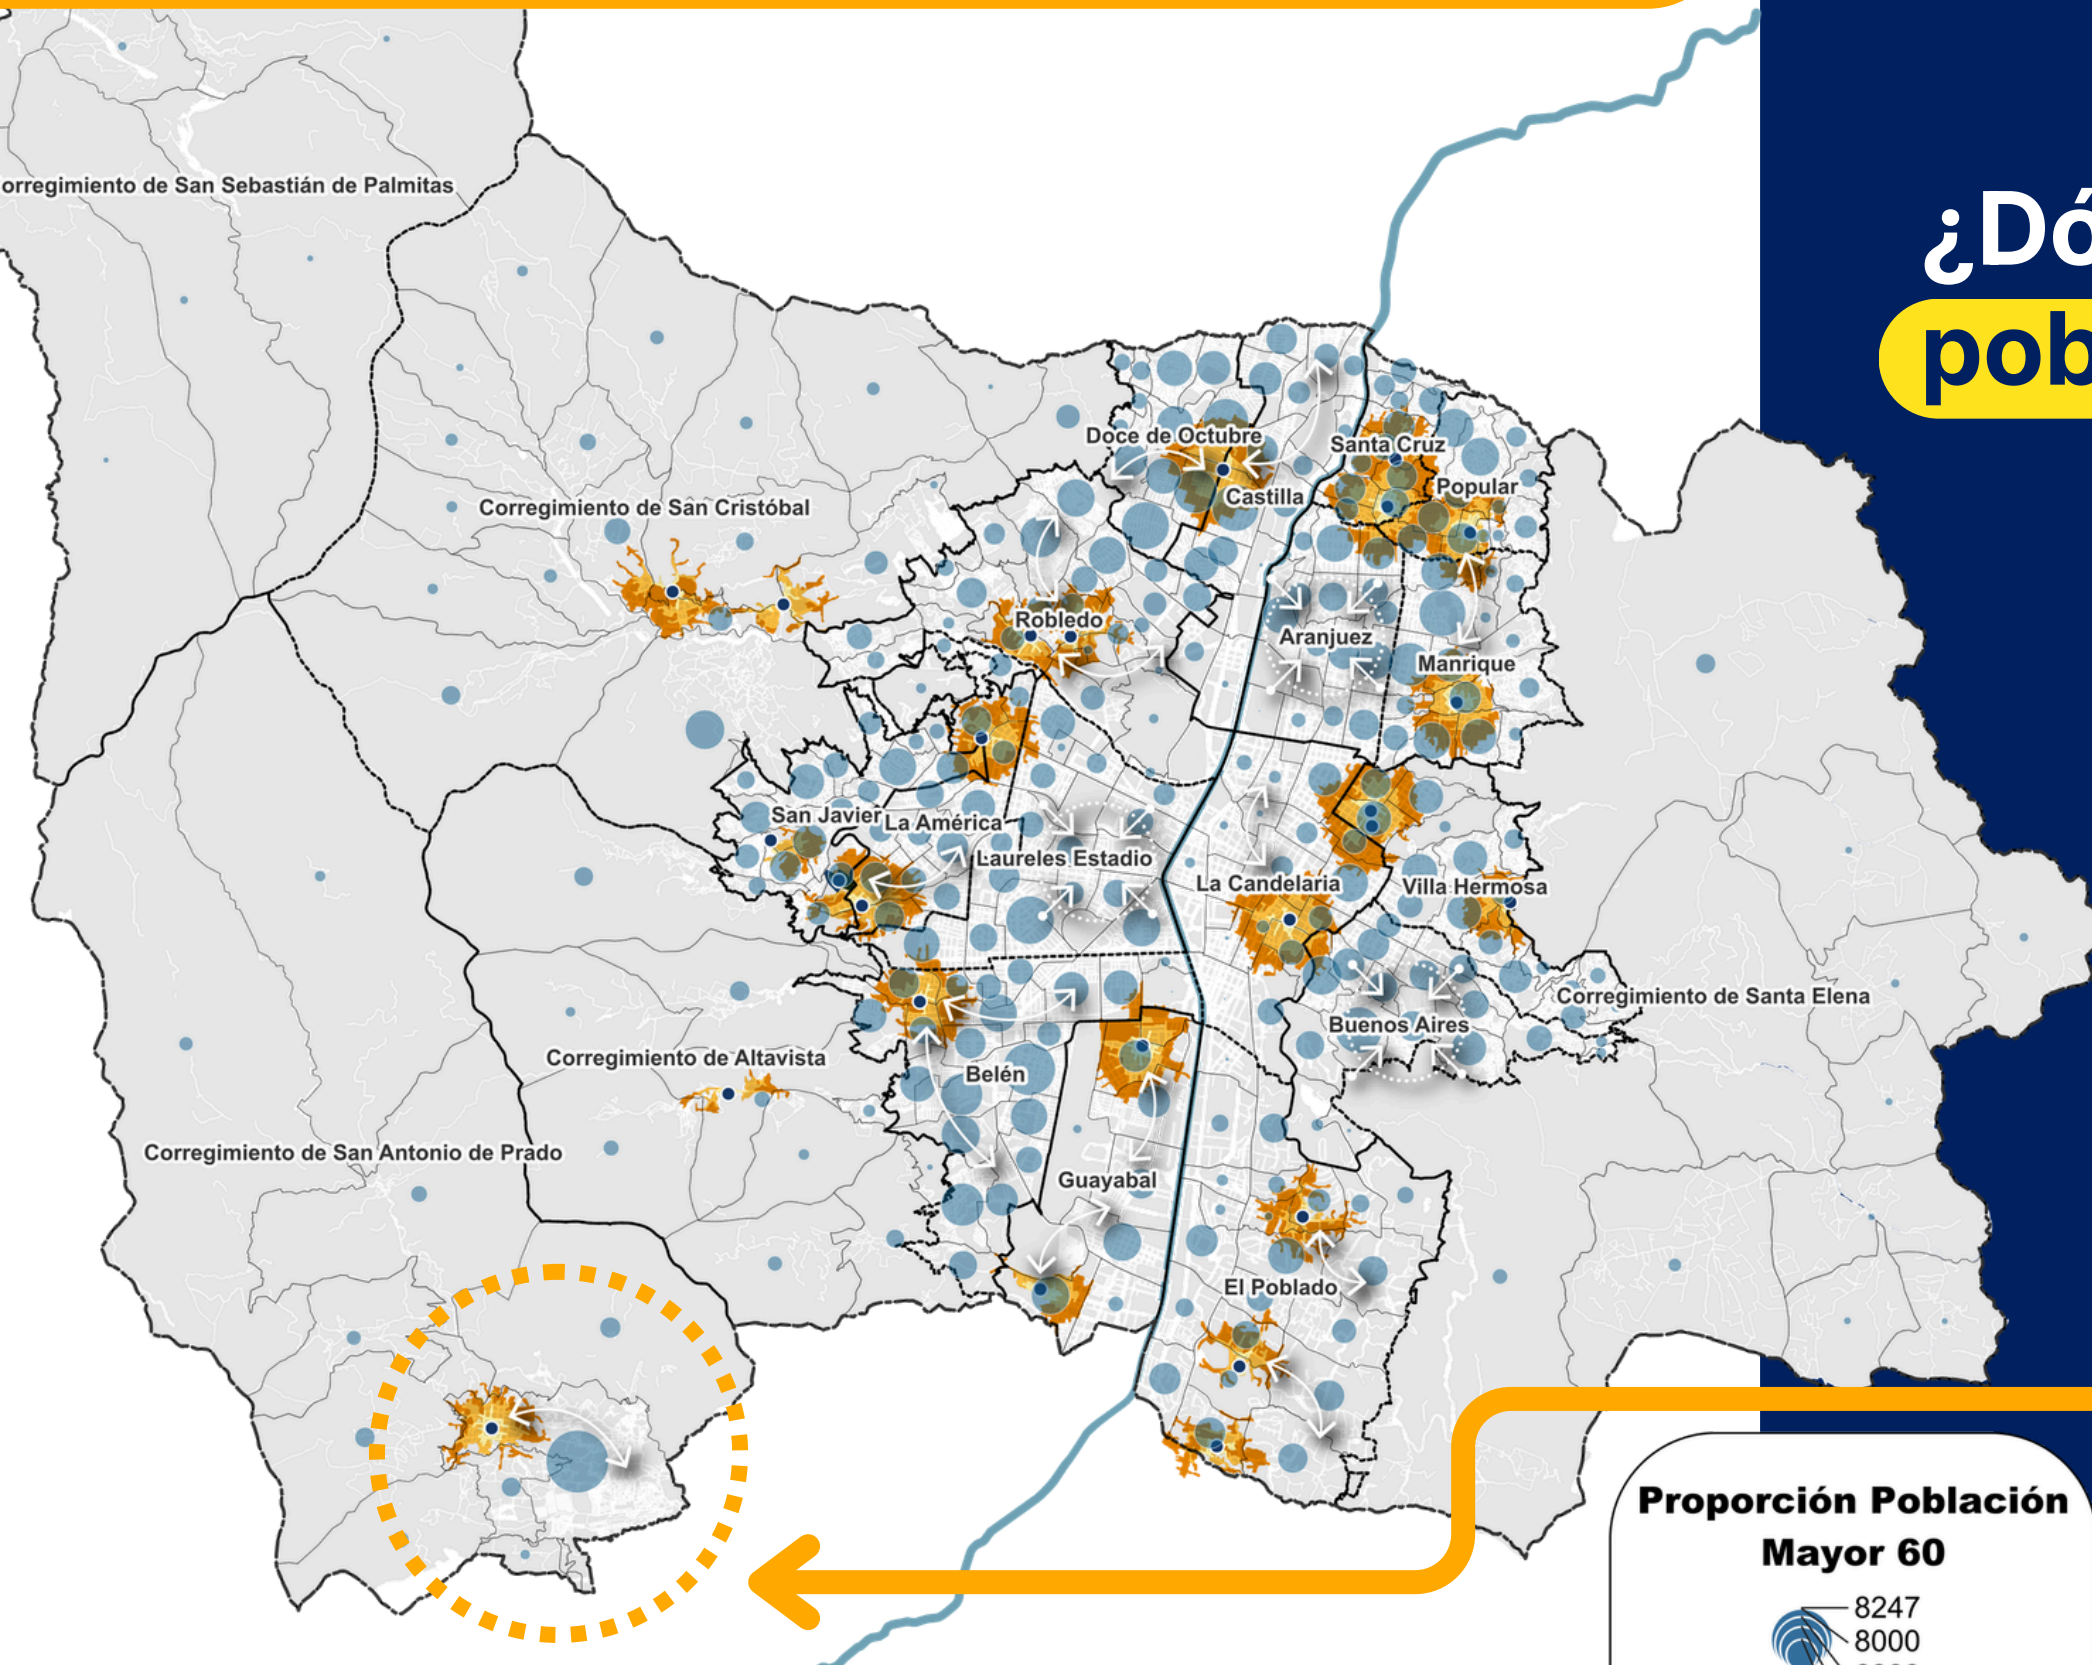 ¿Dó
pob
orregimiento de San Sebastián de Palmitas
Doce de Octubre
Santa Cruz
Popular
Castilla
Corregimiento de San Cristóbal
Robledo
Aranjuez
Manrique
San Javier
La América
Laureles Estadio
La Candelaria
Villa Hermosa
Corregimiento de Santa Elena
Buenos Aires
Corregimiento de Altavista
Belén
Corregimiento de San Antonio de Prado
Guayabal
El Poblado
Proporción Población
Mayor 60
8247
8000